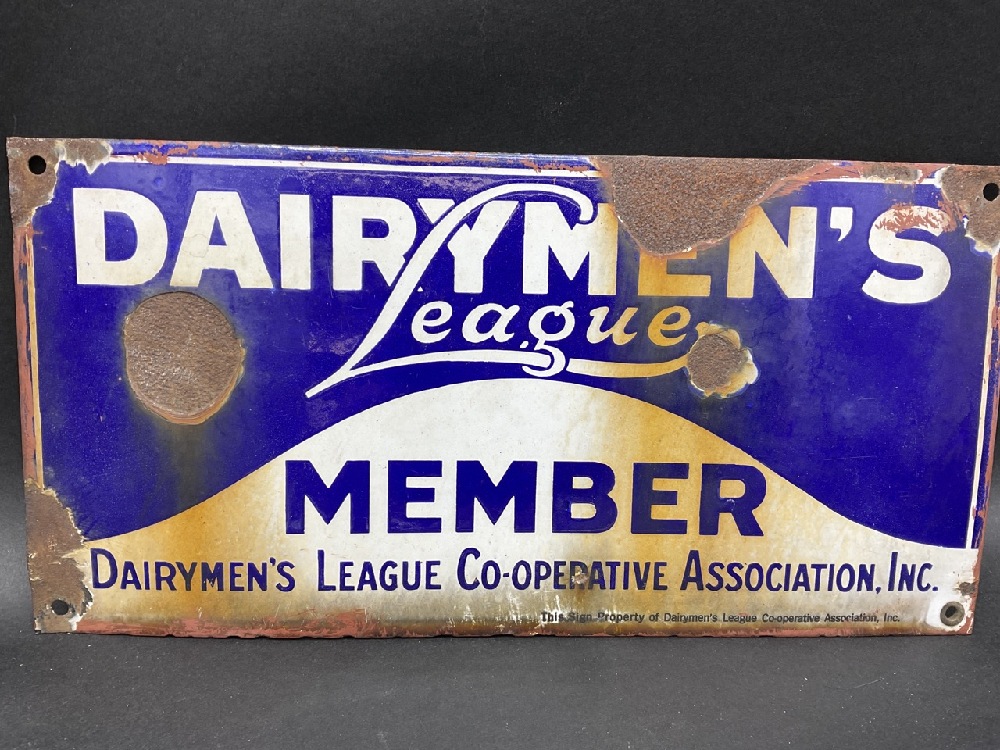 DAIRYMEN'S
League
MEMBER
DAIRYMEN'S LEAGUE CO-OPERATIVE ASSOCIATION, INC.
This Sign Property of Dairymen's League Co-operative Association, Inc.